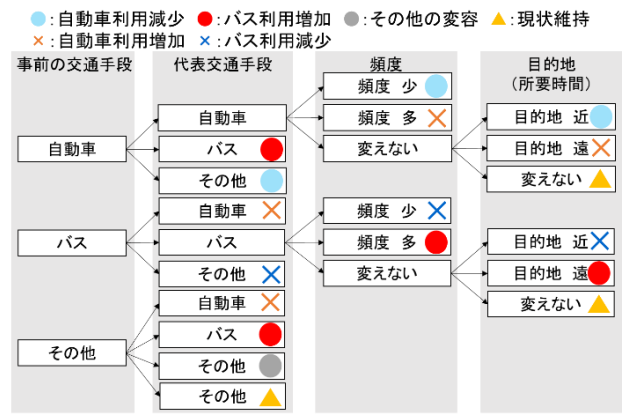 ：自動車利用減少 ：バス利用増加 ：その他の変容 ：現状維持
：自動車利用増加 ：バス利用減少
事前の交通手段 代表交通手段 頻度 目的地
（所要時間）
頻度 少
自動車 頻度 多 目的地 近
自動車 バス 変えない 目的地 遠
その他 変えない
自動車 頻度 少
バス バス 頻度 多 目的地 近
その他 変えない 目的地 遠
自動車 変えない
バス
その他
その他
その他